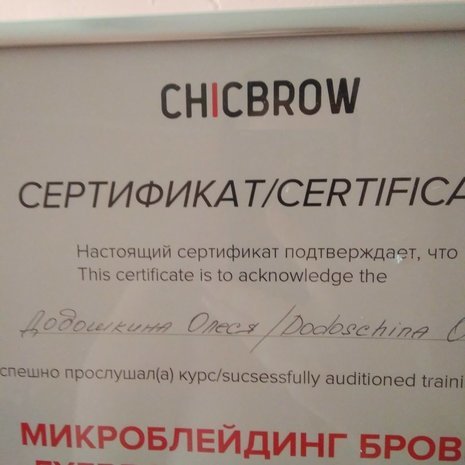 CHICBROW
СЕРТИФИКАТ/CERTIFICA
Настоящий сертификат подтверждает, что
This certificate is to acknowledge the
Додошкина Олеся / Dodoschina O
спешно прослушал(а) курс/sucsessfully auditioned traini
МИКРОБЛЕЙДИНГ БРОВ